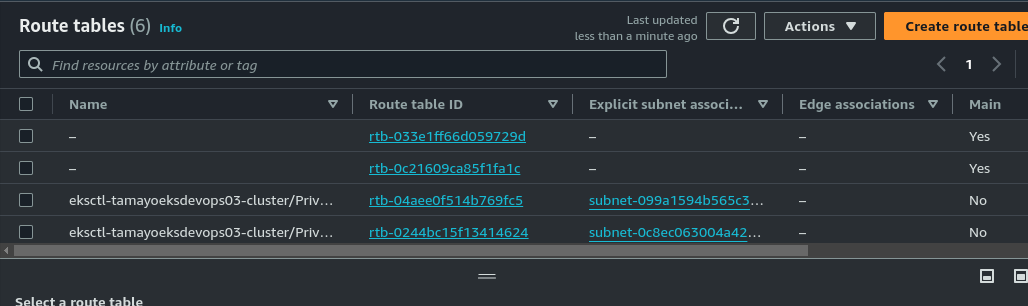 Route tables (6) Info
Last updated
less than a minute ago
Actions
Create route table
Find resources by attribute or tag
1
Name Route table ID Explicit subnet associ... Edge associations Main
– rtb-033e1ff66d059729d – – Yes
– rtb-0c21609ca85f1fa1c – – Yes
eksctl-tamayoeksdevops03-cluster/Priv... rtb-04aee0f514b769fc5 subnet-099a1594b565c3... – No
eksctl-tamayoeksdevops03-cluster/Priv... rtb-0244bc15f13414624 subnet-0c8ec063004a42... – No
Select a route table